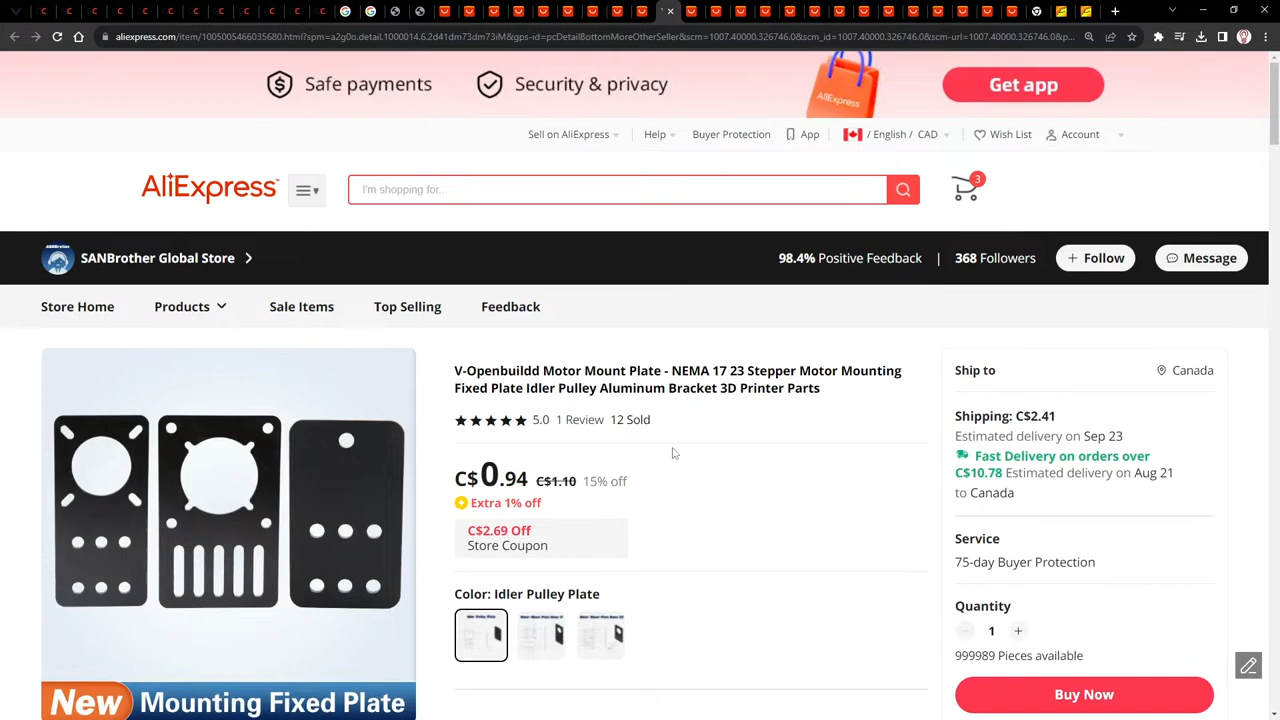 aliexpress.com/item/1005005466035680.html?spm=a2g0o.detail.1000014.6.2d41dm73dm73iM&gps-id=pcDetailBottomMoreOtherSeller&scm=1007.40000.326746.0&scm_id=1007.40000.326746.0&scm-url=1007.40000.326746.0&p...
Safe payments
Security & privacy
AliExpress
Get app
Sell on AliExpress
Help
Buyer Protection
App
/ English / CAD
Wish List
Account
AliExpress
I'm shopping for...
3
SANBrother Global Store
98.4% Positive Feedback | 368 Followers
+ Follow
Message
Store Home
Products
Sale Items
Top Selling
Feedback
V-Openbuildd Motor Mount Plate - NEMA 17 23 Stepper Motor Mounting
Fixed Plate Idler Pulley Aluminum Bracket 3D Printer Parts
5.0 1 Review 12 Sold
C$0.94 C$1.10 15% off
Extra 1% off
C$2.69 Off
Store Coupon
Color: Idler Pulley Plate
New Mounting Fixed Plate
Ship to
Canada
Shipping: C$2.41
Estimated delivery on Sep 23
Fast Delivery on orders over
C$10.78 Estimated delivery on Aug 21
to Canada
Service
75-day Buyer Protection
Quantity
1
999989 Pieces available
Buy Now